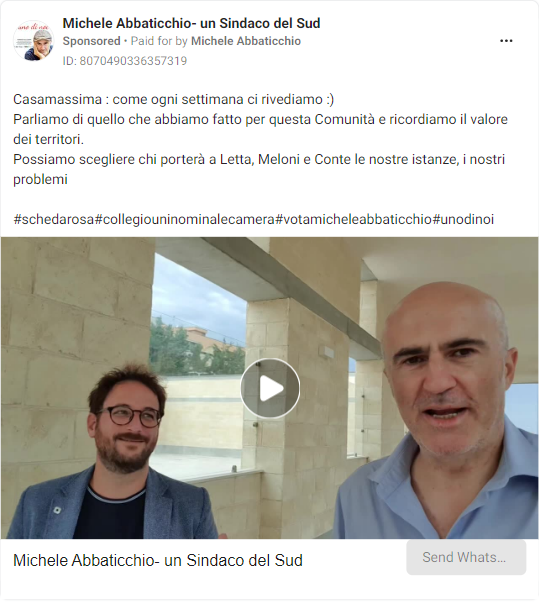 Michele Abbaticchio- un Sindaco del Sud
Sponsored • Paid for by Michele Abbaticchio
ID: 8070490336357319
Casamassima : come ogni settimana ci rivediamo :)
Parliamo di quello che abbiamo fatto per questa Comunità e ricordiamo il valore
dei territori.
Possiamo scegliere chi porterà a Letta, Meloni e Conte le nostre istanze, i nostri
problemi
#schedarosa#collegiouninominalecamera#votamicheleabbaticchio#unodinoi
Michele Abbaticchio- un Sindaco del Sud
Send Whats...